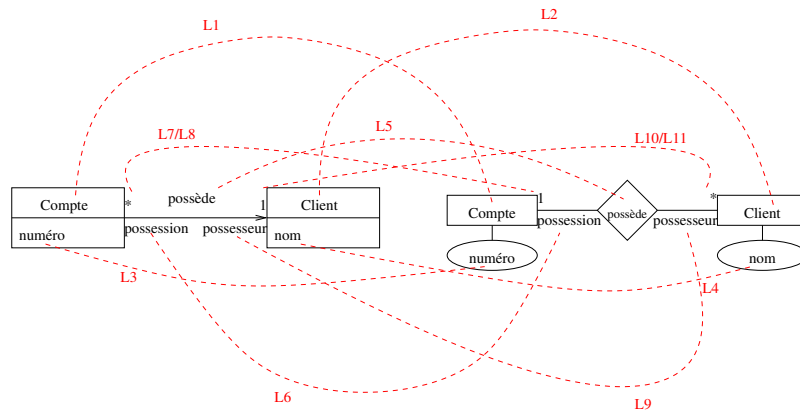 L1
L2
L7/L8
L5
L10/L11
possède
* 1
1 *
Compte
Client
Compte
possède
Client
possession
possesseur
possession
possesseur
numéro
nom
numéro
nom
L3
L4
L6
L9